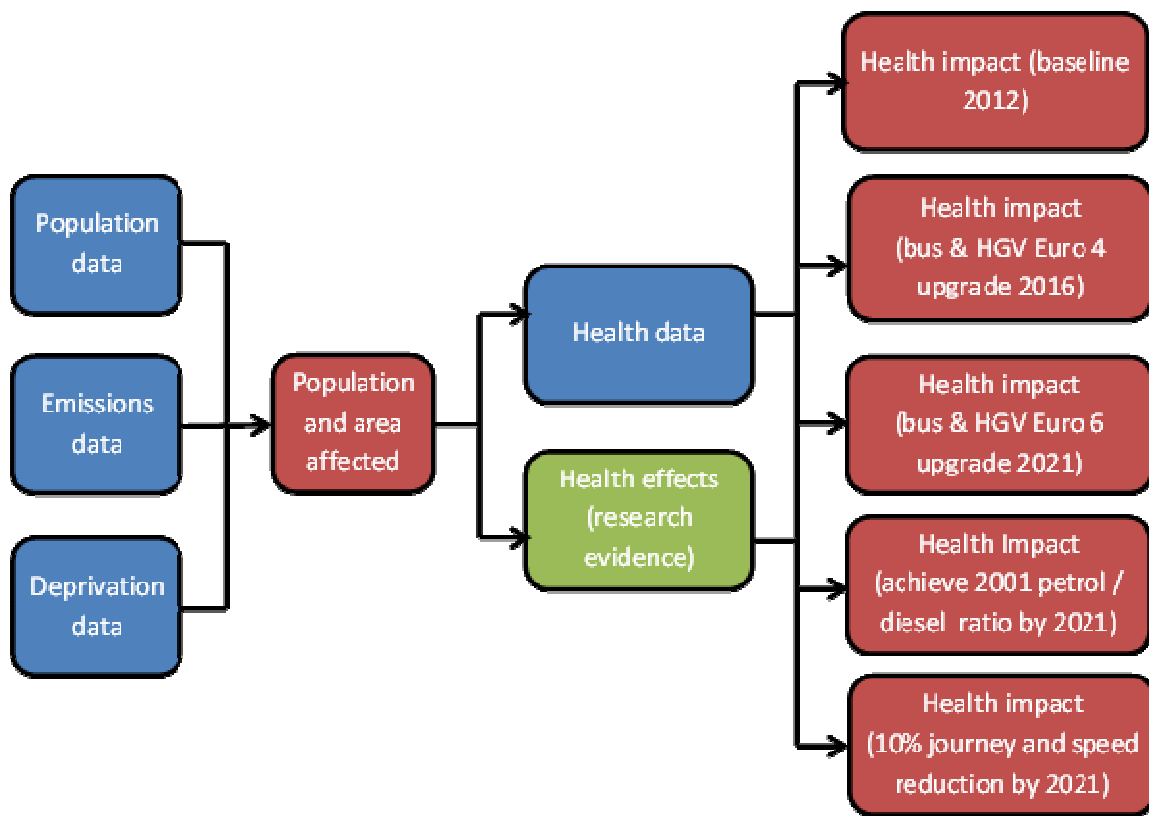 Population
data
Emissions
data
Deprivation
data
Population
and area
affected
Health data
Health effects
(research
evidence)
Health impact (baseline
2012)
Health impact
(bus & HGV Euro 4
upgrade 2016)
Health impact
(bus & HGV Euro 6
upgrade 2021)
Health Impact
(achieve 2001 petrol /
diesel ratio by 2021)
Health impact
(10% journey and speed
reduction by 2021)